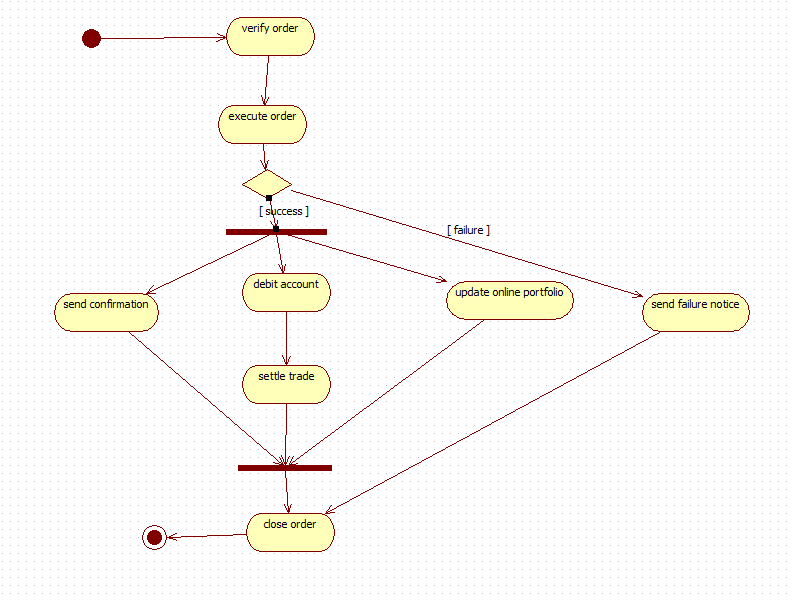 verify order
execute order
[ success ]
[ failure ]
send confirmation
debit account
update online portfolio
send failure notice
settle trade
close order